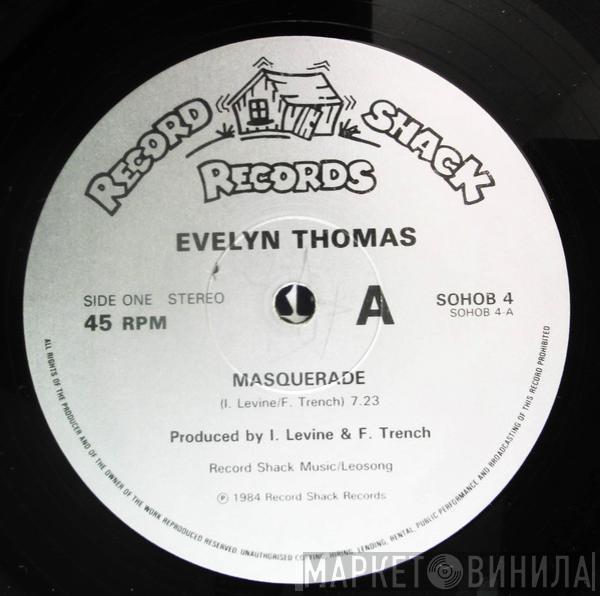 RECORD SHACK
RECORDS
EVELYN THOMAS
SIDE ONE STEREO
45 RPM
A
SOHOB 4
SOHOB 4-A
MASQUERADE
(I. Levine/F. Trench) 7.23
Produced by I. Levine & F. Trench
Record Shack Music/Leosong
Ⓟ 1984 Record Shack Records
ALL RIGHTS OF THE PRODUCER AND OF THE OWNER OF THE WORK REPRODUCED RESERVED. UNAUTHORISED COPYING, HIRING, LENDING, RENTAL, PUBLIC PERFORMANCE AND BROADCASTING OF THIS RECORD PROHIBITED
МАРКЕТ ВИНИЛА